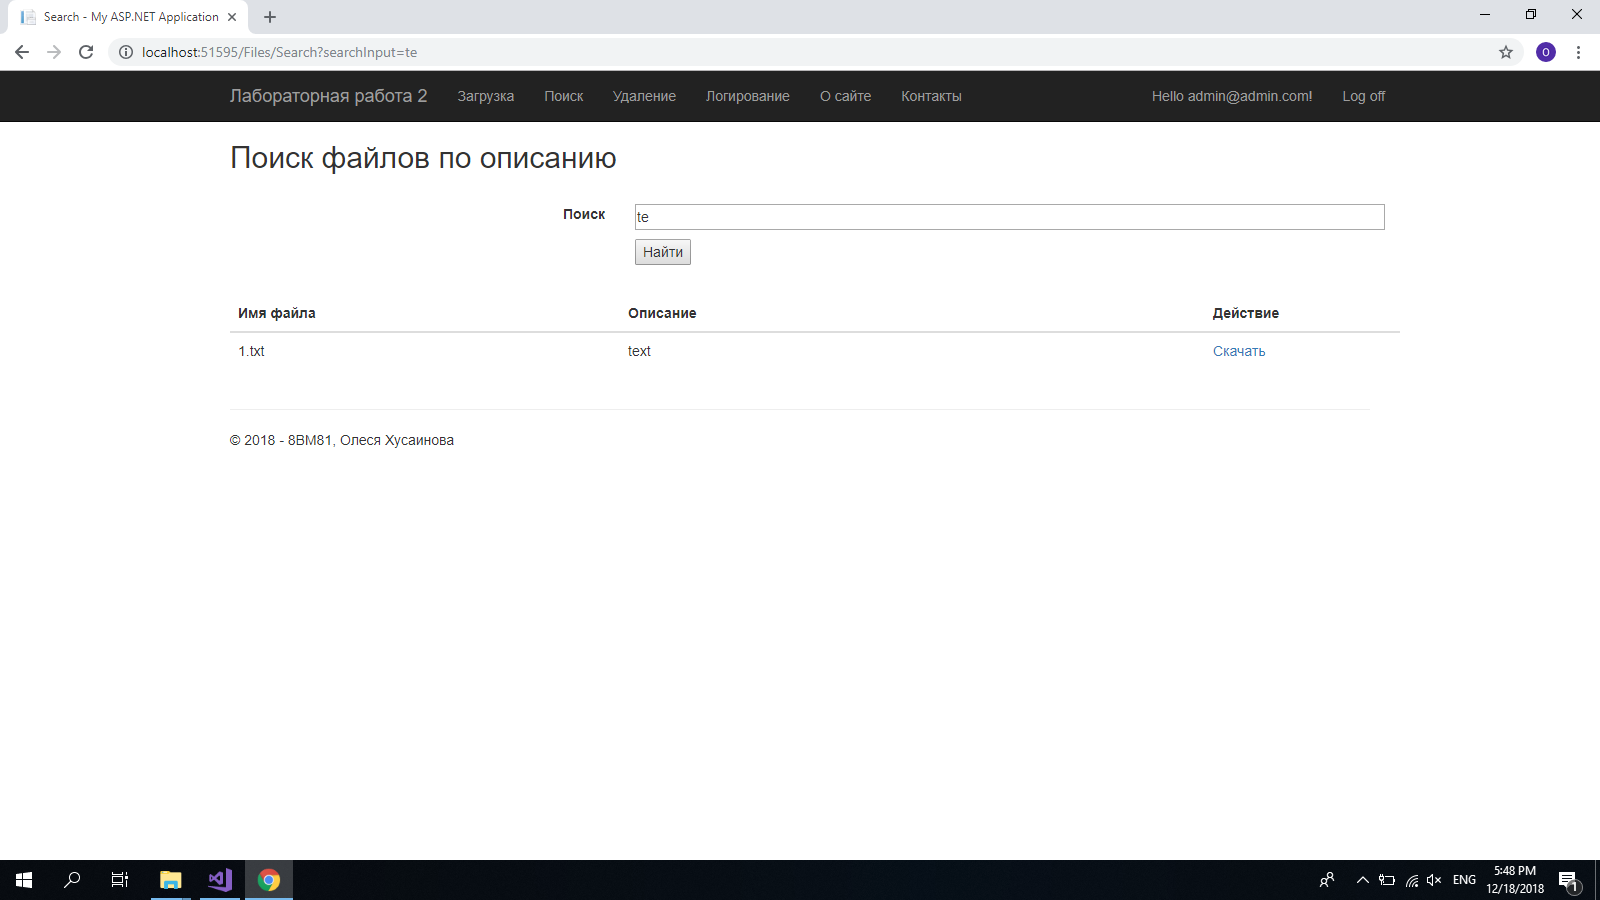 Search - My ASP.NET Application
localhost:51595/Files/Search?searchInput=te
O
Лабораторная работа 2 Загрузка Поиск Удаление Логирование О сайте Контакты Hello admin@admin.com! Log off
Поиск файлов по описанию
Поиск te
Найти
Имя файла Описание Действие
1.txt text Скачать
© 2018 - 8BM81, Олеся Хусаинова
ENG 5:48 PM
12/18/2018
1